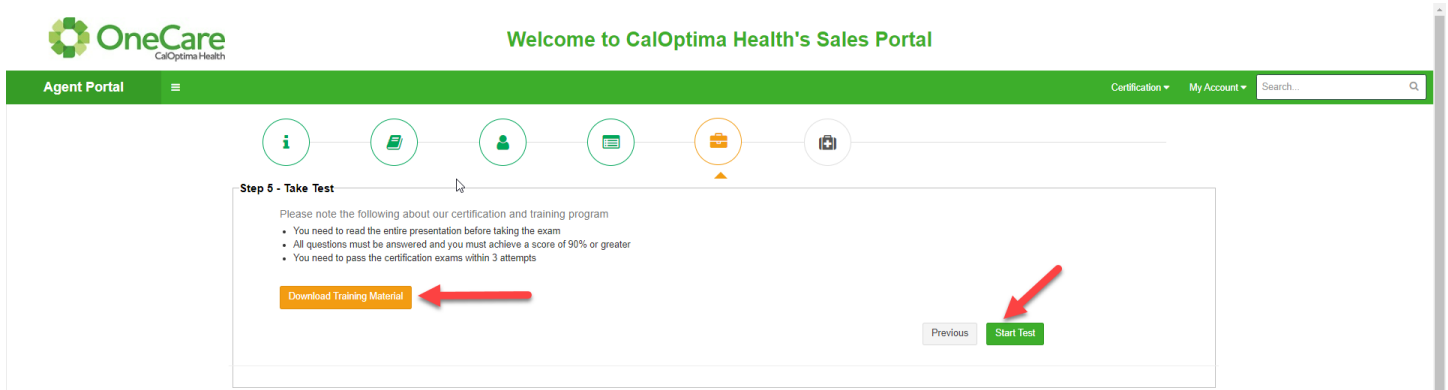 OneCare
CalOptima Health
Welcome to CalOptima Health's Sales Portal
Agent Portal
Certification
My Account
Search...
Step 5 - Take Test
Please note the following about our certification and training program
You need to read the entire presentation before taking the exam
All questions must be answered and you must achieve a score of 90% or greater
You need to pass the certification exams within 3 attempts
Download Training Material
Previous
Start Test